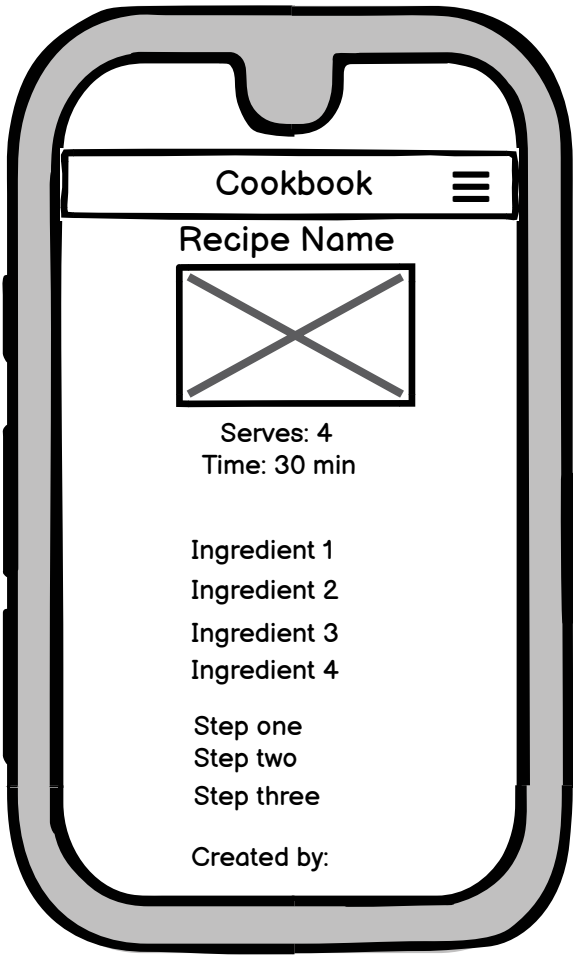 Cookbook
Recipe Name
Serves: 4
Time: 30 min
Ingredient 1
Ingredient 2
Ingredient 3
Ingredient 4
Step one
Step two
Step three
Created by: